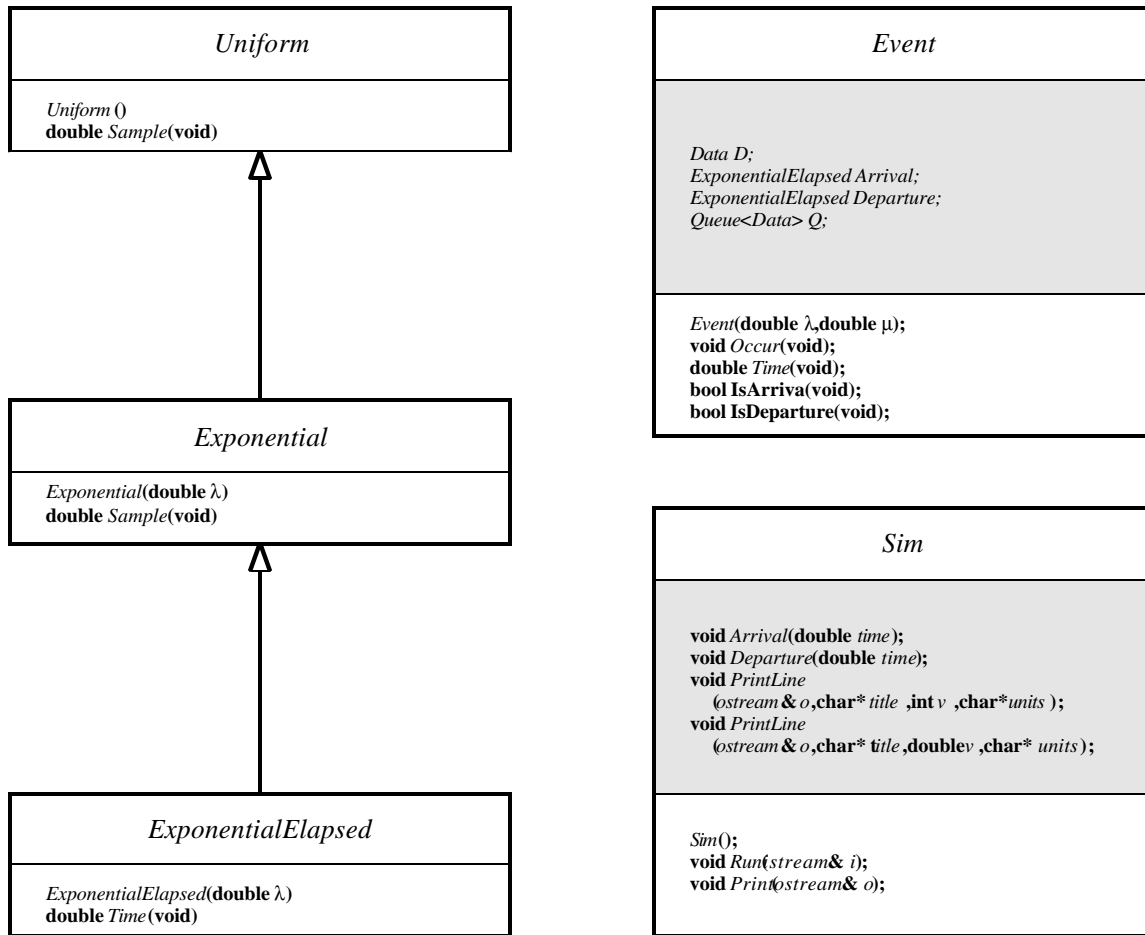 Uniform
Uniform ()
double Sample(void)
Exponential
Exponential(double λ)
double Sample(void)
ExponentialElapsed
ExponentialElapsed(double λ)
double Time(void)
Event
Data D;
ExponentialElapsed Arrival;
ExponentialElapsed Departure;
Queue<Data> Q;
Event(double λ,double μ);
void Occur(void);
double Time(void);
bool IsArriva(void);
bool IsDeparture(void);
Sim
void Arrival(double time);
void Departure(double time);
void PrintLine
(ostream & o,char* title ,int v ,char*units );
void PrintLine
(ostream & o,char* title ,doublev ,char* units );
Sim();
void Run(stream& i);
void Print(ostream& o);